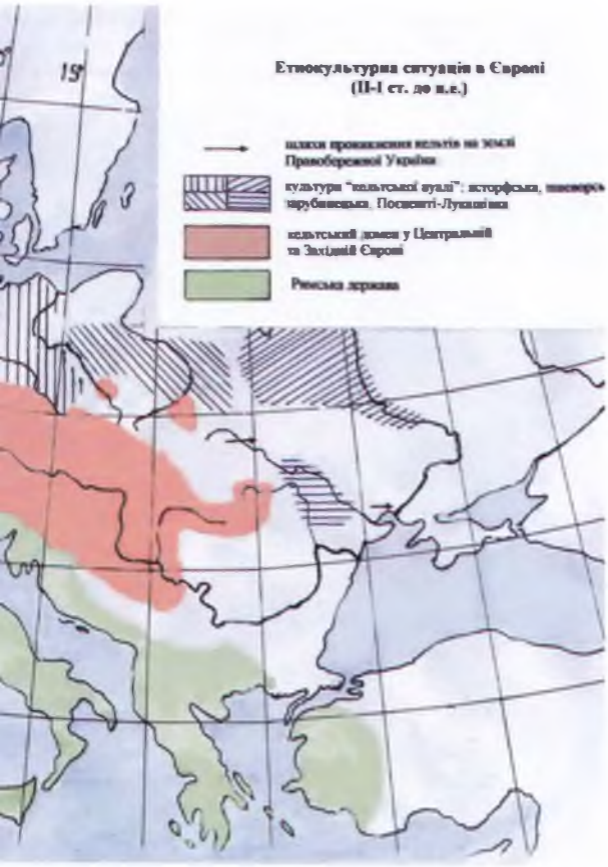 15°
Етнокультурна ситуація в Європі
(II-I ст. до н.е.)
шляхи проникнення кельтів на землі
Правобережної України
культури "кельтської вуалі": ясторфська, пшеворськ
зарубинецька, Поєнешті-Лукашівка
кельтський домен у Центральній
та Західній Європі
Римська держава